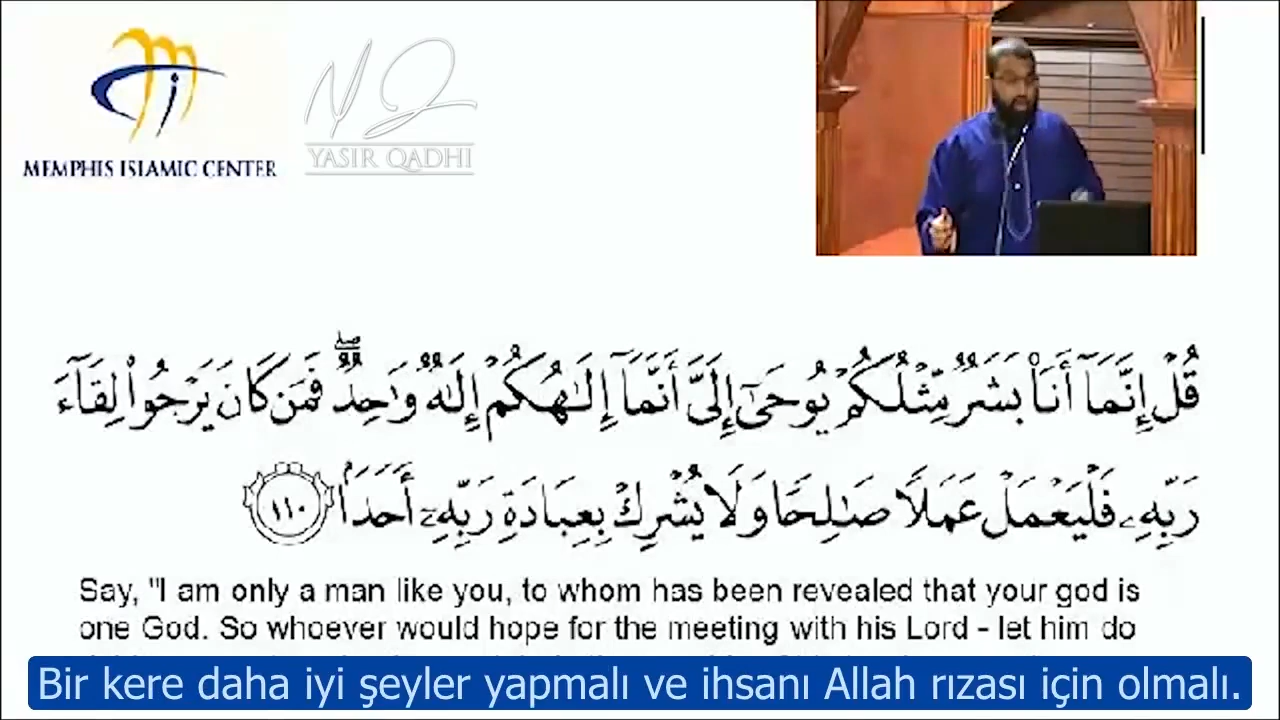 MEMPHIS ISLAMIC CENTER
YASIR QADHI
قُلْ إِنَّمَآ أَنَا۠ بَشَرٌ مِّثْلُكُمْ يُوحَىٰٓ إِلَىَّ أَنَّمَآ إِلَٰهُكُمْ إِلَٰهٌ وَٰحِدٌ ۖ فَمَن كَانَ يَرْجُوا۟ لِقَآءَ
رَبِّهِۦ فَلْيَعْمَلْ عَمَلًا صَٰلِحًا وَلَا يُشْرِكْ بِعِبَادَةِ رَبِّهِۦٓ أَحَدًۢا ١١٠
Say, "I am only a man like you, to whom has been revealed that your god is
one God. So whoever would hope for the meeting with his Lord - let him do
Bir kere daha iyi şeyler yapmalı ve ihsanı Allah rızası için olmalı.